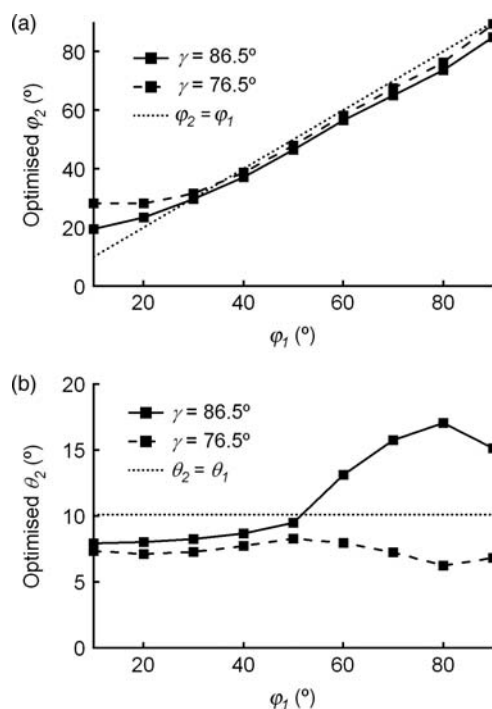 (a)
80
60
40
20
0
Optimised φ2 (º)
γ = 86.5º
γ = 76.5º
φ2 = φ1
20 40 60 80
φ1 (º)
(b)
20
15
10
5
0
Optimised θ2 (º)
γ = 86.5º
γ = 76.5º
θ2 = θ1
20 40 60 80
φ1 (º)